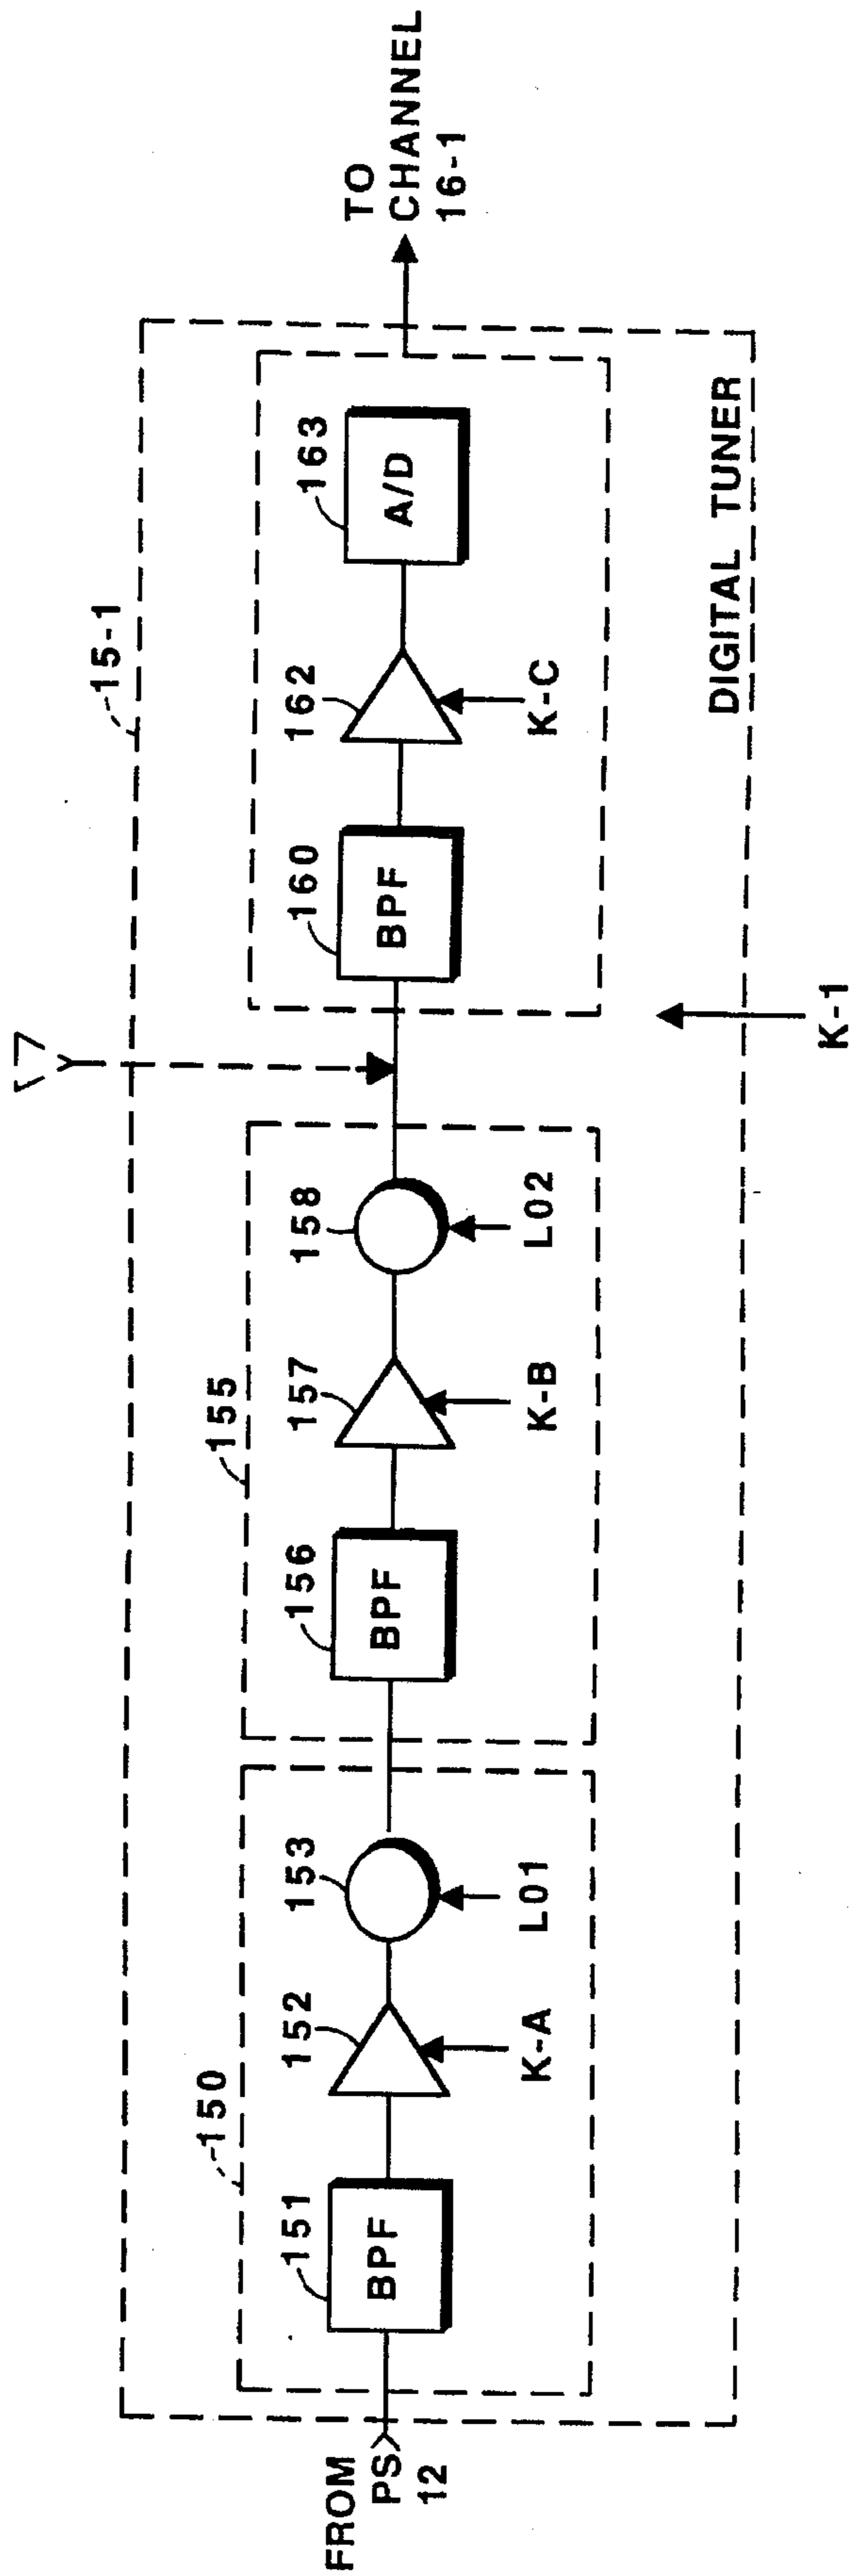 15-1
150
155
151
152
153
156
157
158
160
162
163
BPF
BPF
BPF
A/D
FROM
PS
12
TO
CHANNEL
16-1
K-A
L01
K-B
L02
K-C
DIGITAL TUNER
K-1